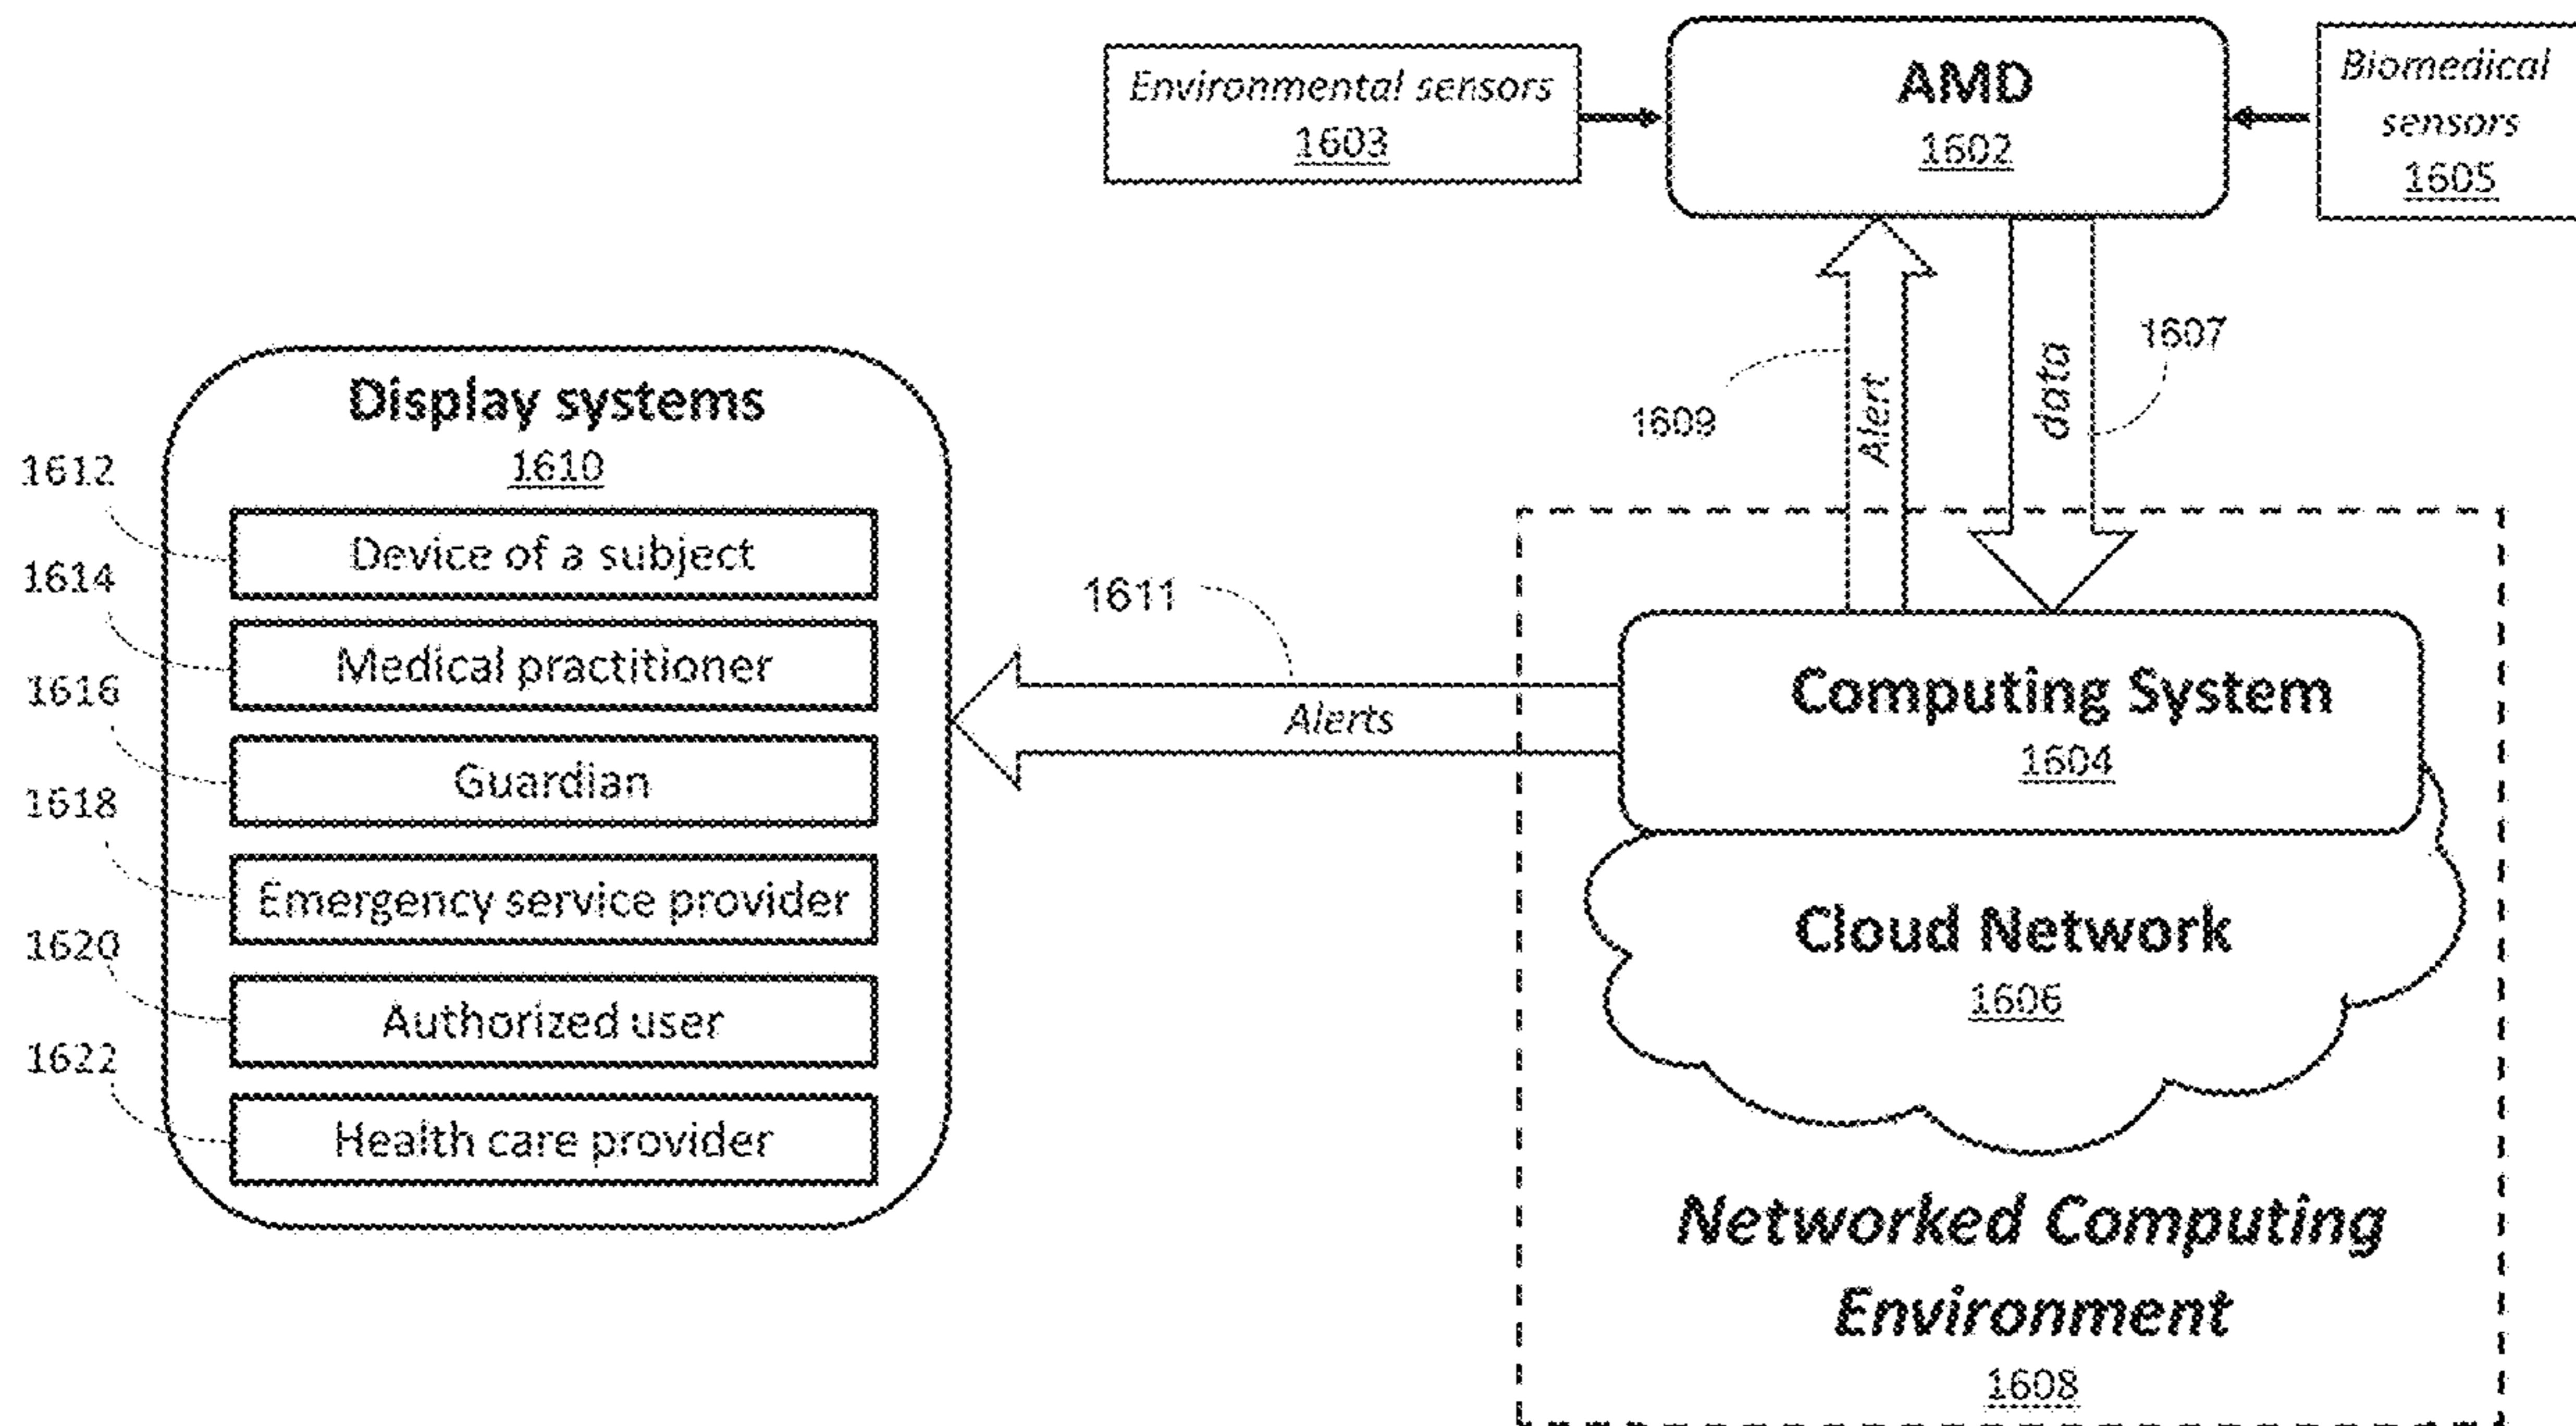 Environmental sensors
1603
AMD
1602
Biomedical
sensors
1605
1609
Alert
data
1607
Display systems
1610
1612
Device of a subject
1614
Medical practitioner
1616
Guardian
1618
Emergency service provider
1620
Authorized user
1622
Health care provider
1611
Alerts
Computing System
1604
Cloud Network
1606
Networked Computing
Environment
1608